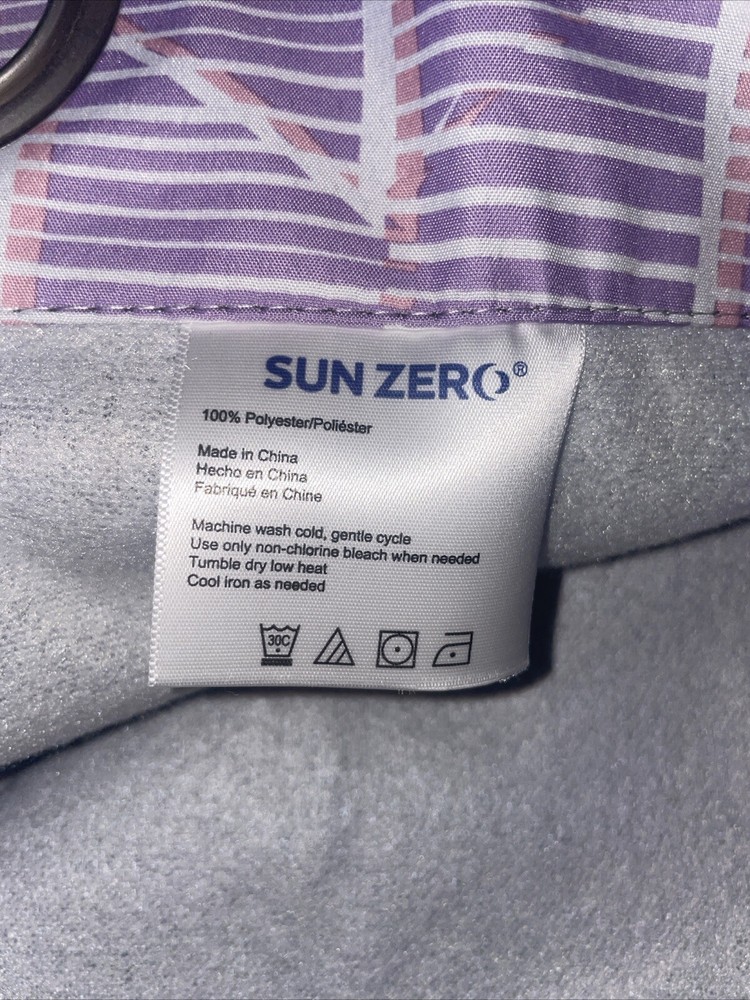 SUN ZERO®
100% Polyester/Poliéster
Made in China
Hecho en China
Fabriqué en Chine
Machine wash cold, gentle cycle
Use only non-chlorine bleach when needed
Tumble dry low heat
Cool iron as needed
30C